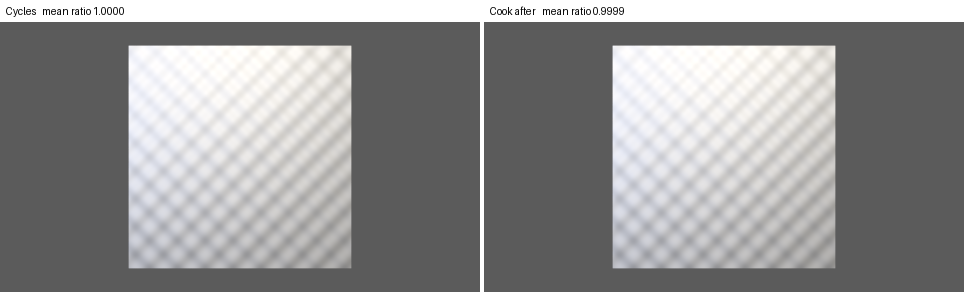 Cycles mean ratio 1.0000
Cook after mean ratio 0.9999